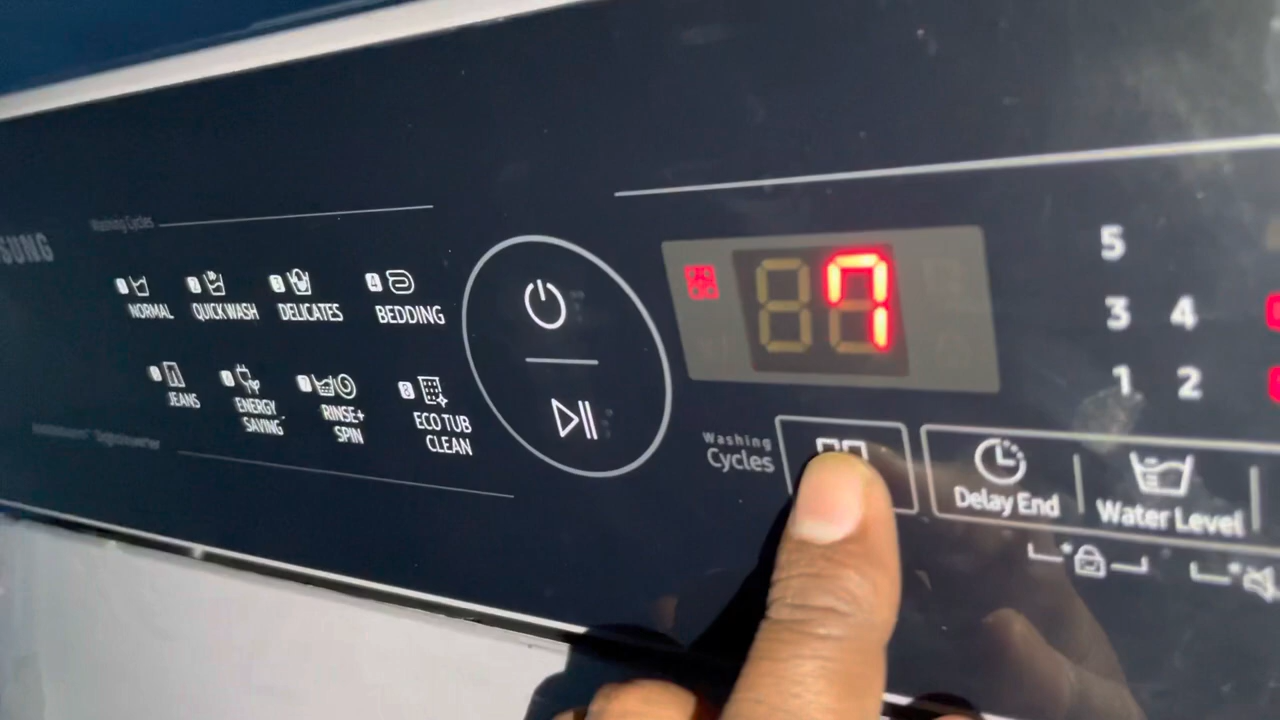 SUNG
Washing Cycles
1 NORMAL
2 QUICK WASH
3 DELICATES
4 BEDDING
5 JEANS
6 ENERGY
SAVING
7 RINSE+
SPIN
8 ECO TUB
CLEAN
7
Washing
Cycles
Delay End
Water Level
5
3 4
1 2